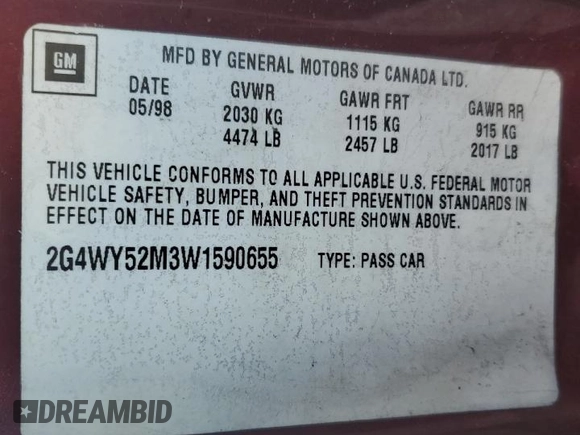 GM
MFD BY GENERAL MOTORS OF CANADA LTD.
DATE GVWR GAWR FRT GAWR RR
05/98 2030 KG 1115 KG 915 KG
4474 LB 2457 LB 2017 LB
THIS VEHICLE CONFORMS TO ALL APPLICABLE U.S. FEDERAL MOTOR
VEHICLE SAFETY, BUMPER, AND THEFT PREVENTION STANDARDS IN
EFFECT ON THE DATE OF MANUFACTURE SHOWN ABOVE.
2G4WY52M3W1590655 TYPE: PASS CAR
DREAMBID